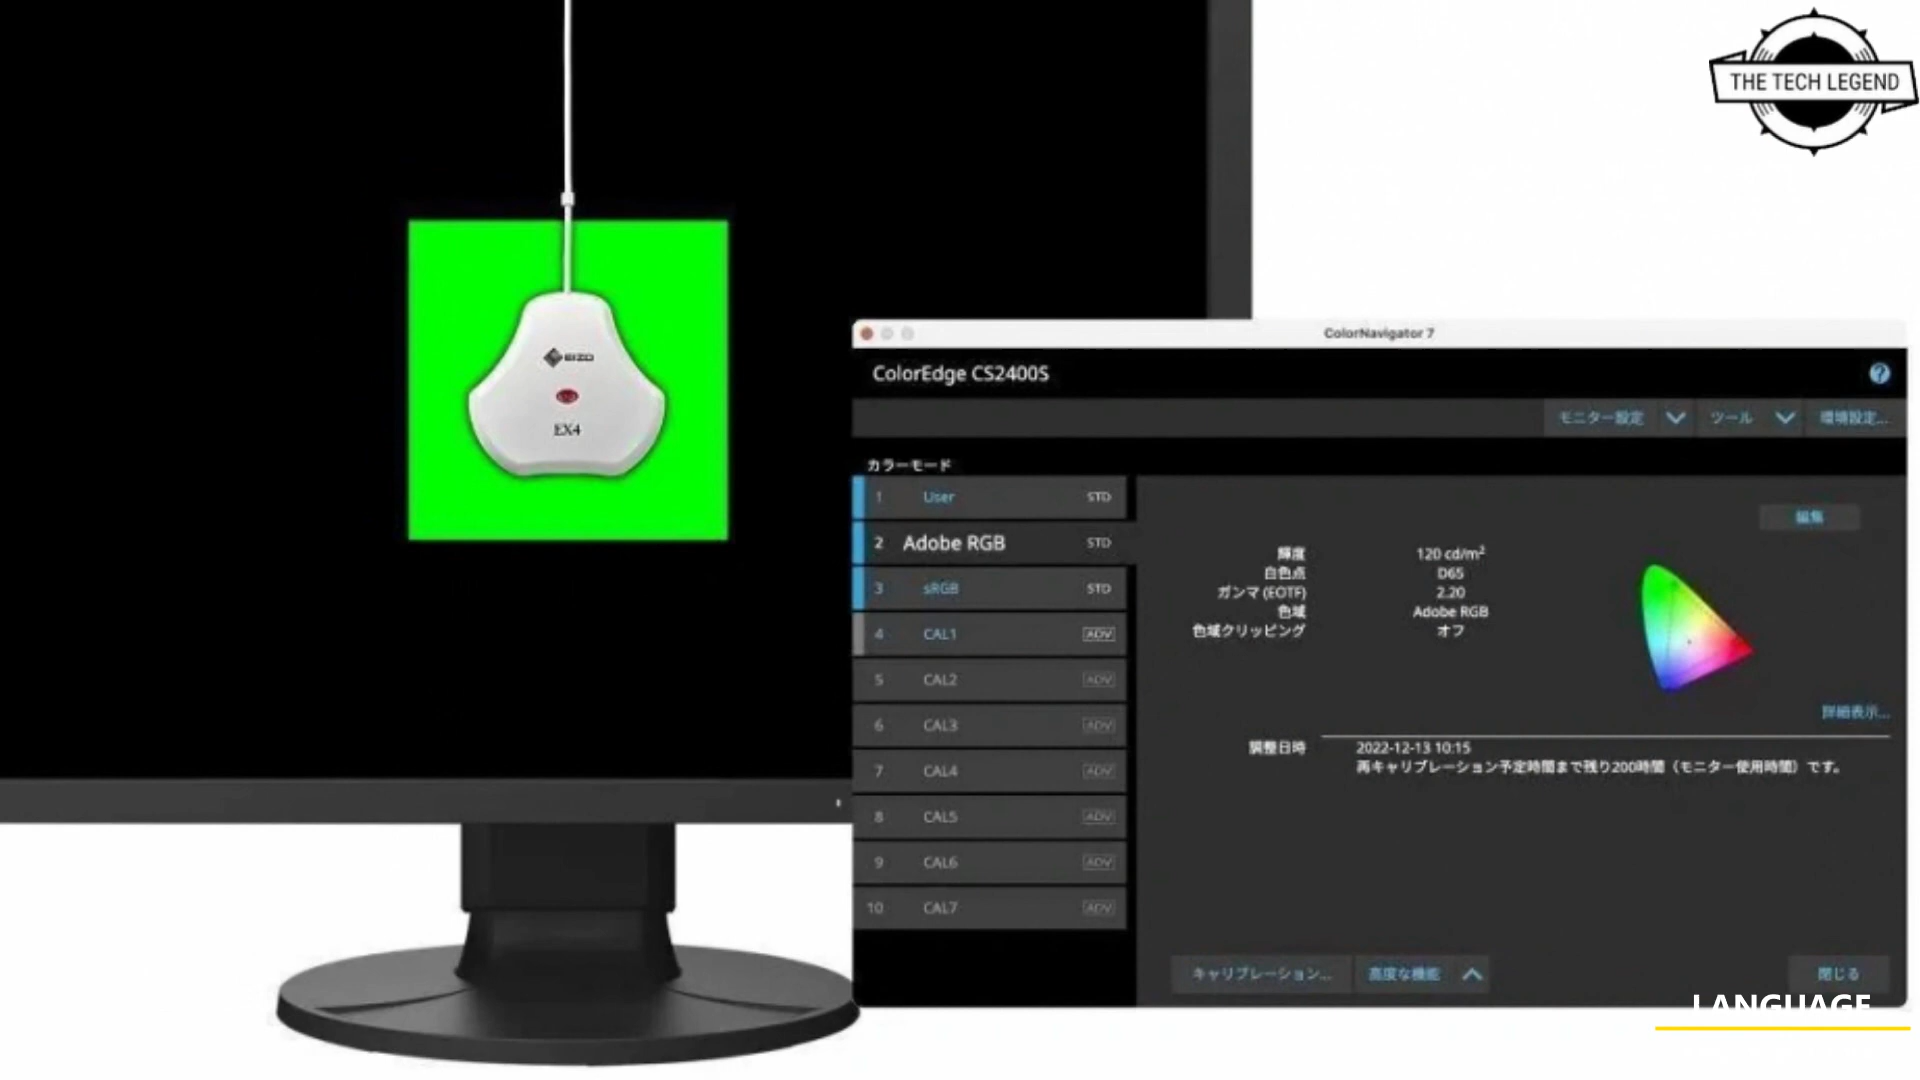 THE TECH LEGEND
EIZO
EX4
ColorNavigator 7
ColorEdge CS2400S
?
モニター設定
ツール
環境設定...
カラーモード
1 User STD
2 Adobe RGB STD
3 sRGB STD
4 CAL1 ADV
5 CAL2 ADV
6 CAL3 ADV
7 CAL4 ADV
8 CAL5 ADV
9 CAL6 ADV
10 CAL7 ADV
編集
輝度 120 cd/m²
白色点 D65
ガンマ (EOTF) 2.20
色域 Adobe RGB
色域クリッピング オフ
詳細表示...
調整日時 2022-12-13 10:15
再キャリブレーション予定時間まで残り200時間（モニター使用時間）です。
キャリブレーション...
高度な機能
閉じる
LANGUAGE